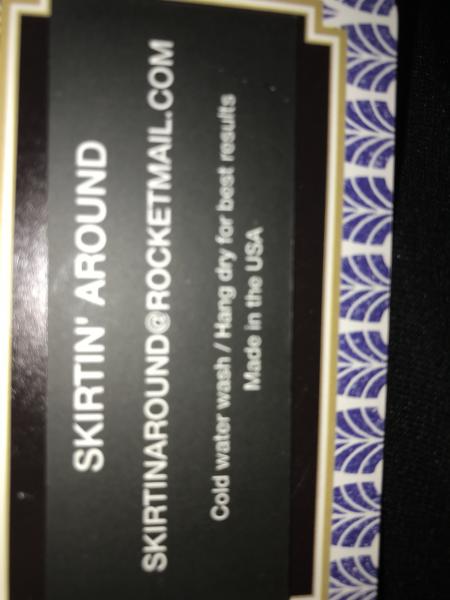 SKIRTIN' AROUND
SKIRTINAROUND@ROCKETMAIL.COM
Cold water wash / Hang dry for best results
Made in the USA